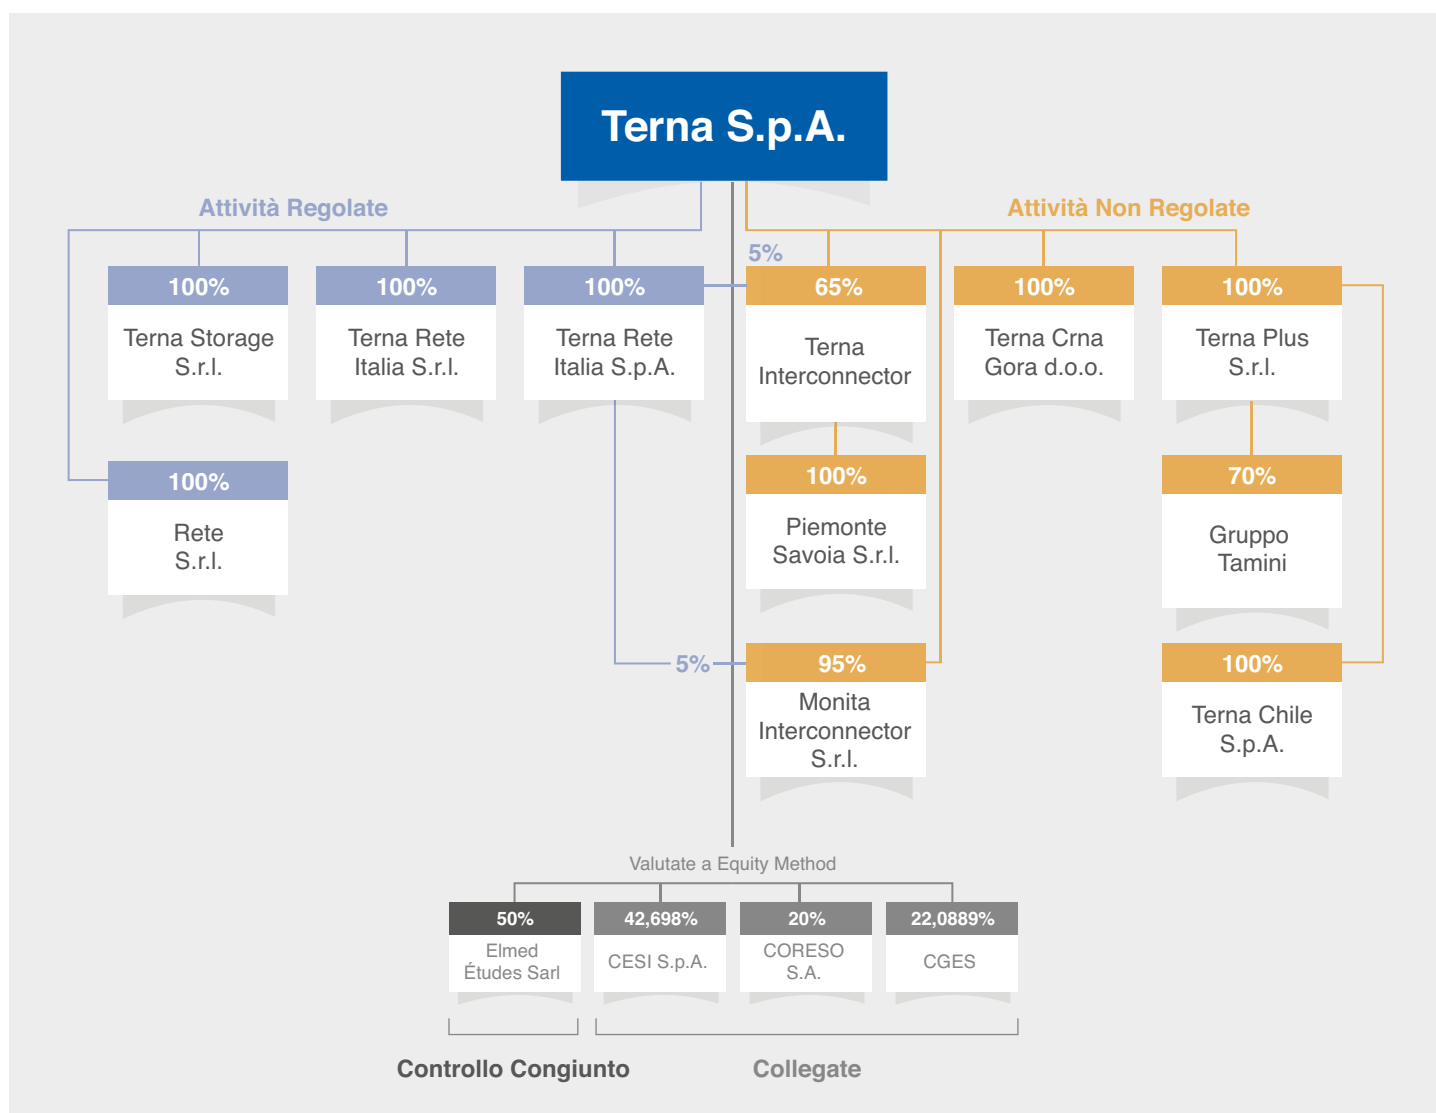 Terna S.p.A.
Attività Regolate
Attività Non Regolate
5%
100%
Terna Storage
S.r.l.
100%
Terna Rete
Italia S.r.l.
100%
Terna Rete
Italia S.p.A.
65%
Terna
Interconnector
100%
Terna Crna
Gora d.o.o.
100%
Terna Plus
S.r.l.
100%
Rete
S.r.l.
100%
Piemonte
Savoia S.r.l.
70%
Gruppo
Tamini
5%
95%
Monita
Interconnector
S.r.l.
100%
Terna Chile
S.p.A.
Valutate a Equity Method
50%
Elmed
Études Sarl
42,698%
CESI S.p.A.
20%
CORESO
S.A.
22,0889%
CGES
Controllo Congiunto
Collegate